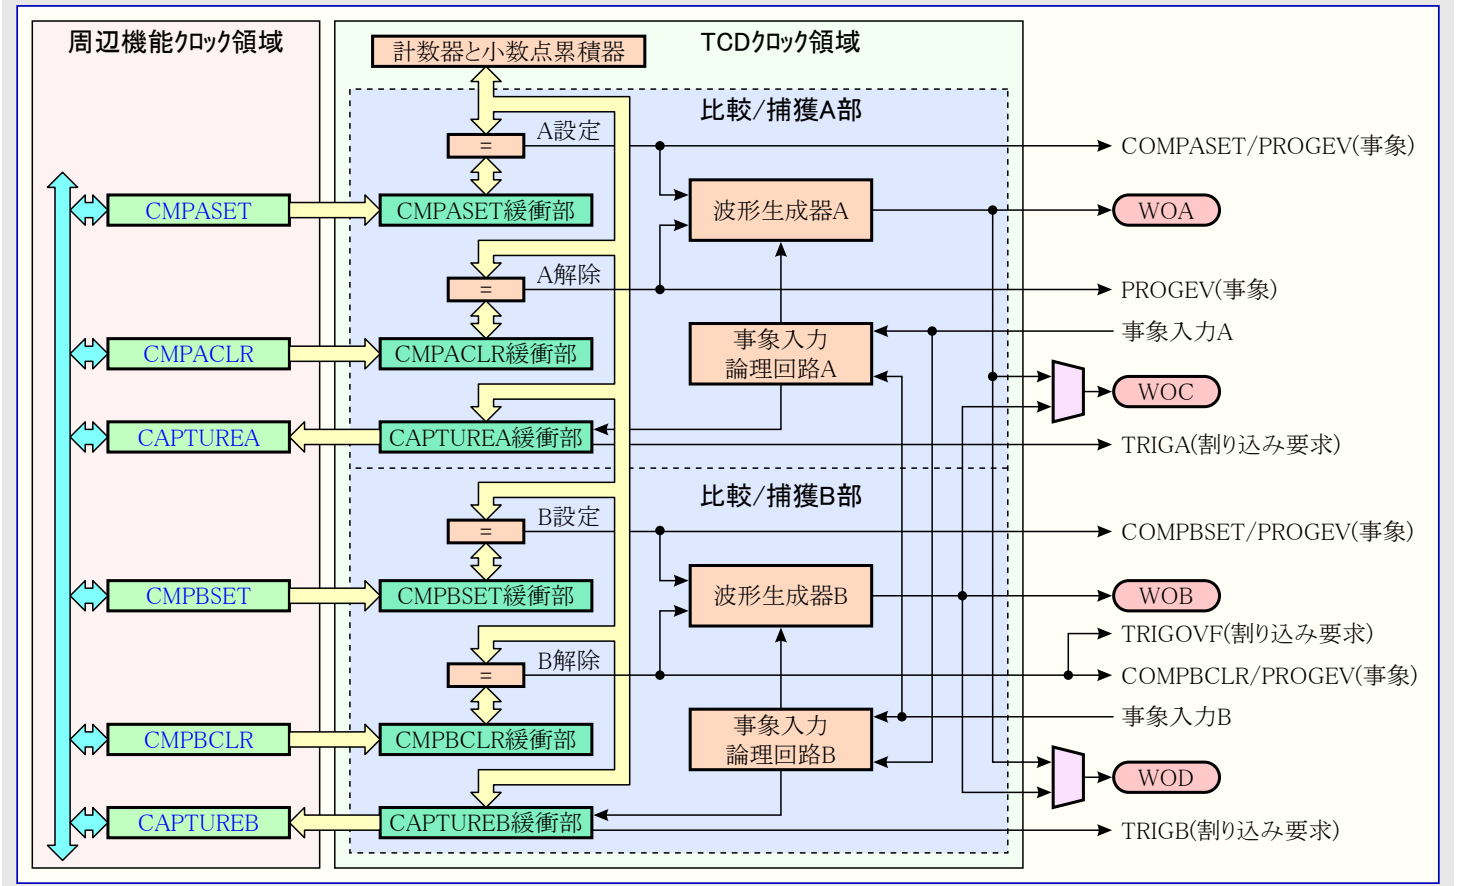 周辺機能クロック領域
TCDクロック領域
計数器と小数点累積器
比較/捕獲A部
A設定
=
COMPASET/PROGEV(事象)
CMPASET
CMPASET緩衝部
波形生成器A
WOA
A解除
=
PROGEV(事象)
事象入力A
CMPACLR
CMPACLR緩衝部
事象入力
論理回路A
WOC
CAPTUREA
CAPTUREA緩衝部
TRIGA(割り込み要求)
比較/捕獲B部
B設定
=
COMPBSET/PROGEV(事象)
CMPBSET
CMPBSET緩衝部
波形生成器B
WOB
TRIGOVF(割り込み要求)
B解除
=
COMPBCLR/PROGEV(事象)
事象入力B
CMPBCLR
CMPBCLR緩衝部
事象入力
論理回路B
WOD
CAPTUREB
CAPTUREB緩衝部
TRIGB(割り込み要求)